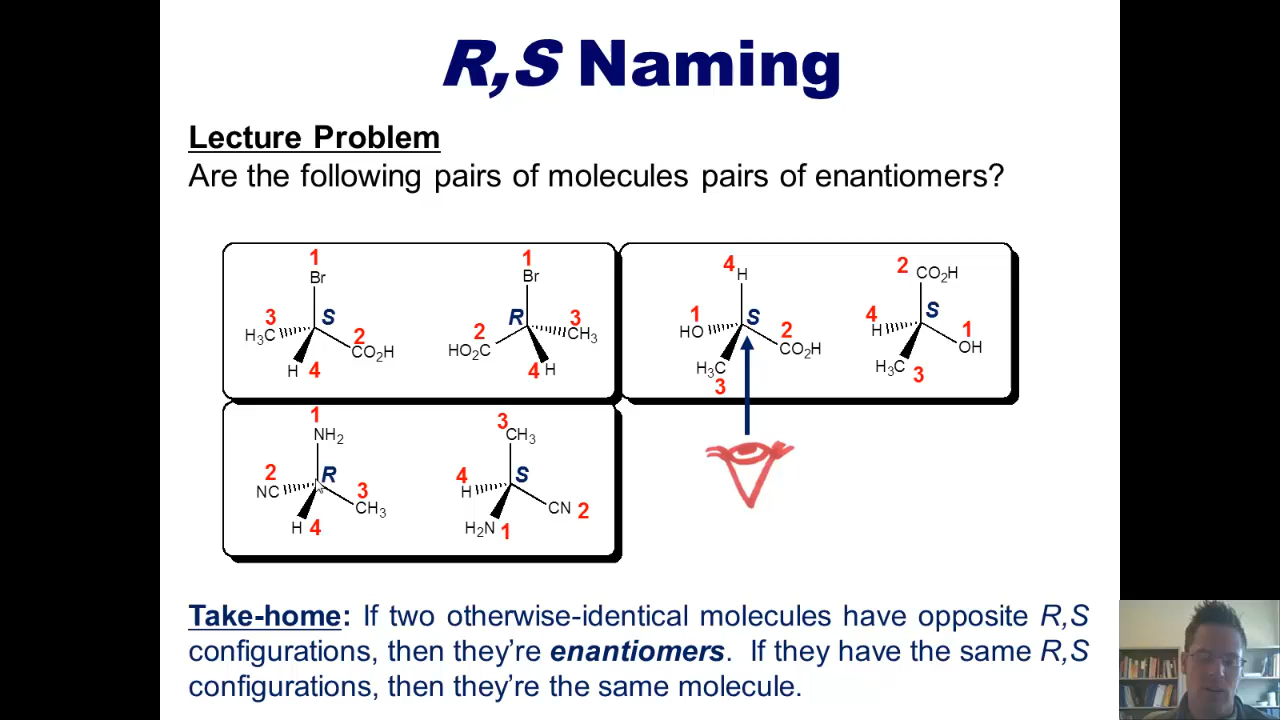 R,S Naming
Lecture Problem
Are the following pairs of molecules pairs of enantiomers?
1
Br
3
S
H₃C
2
CO₂H
H 4
1
Br
R
3
2
CH₃
HO₂C
4 H
4
H
1
S
HO
2
CO₂H
H₃C
3
2 CO₂H
4
S
H
1
OH
H₃C 3
1
NH₂
2
R
NC
3
CH₃
H 4
3
CH₃
4
S
H
CN 2
H₂N 1
Take-home: If two otherwise-identical molecules have opposite R,S
configurations, then they're enantiomers. If they have the same R,S
configurations, then they're the same molecule.